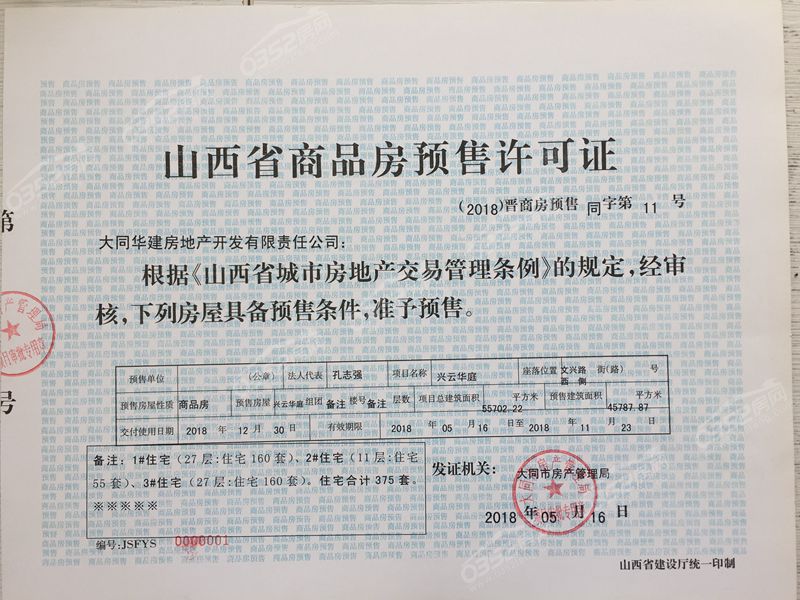 山西省商品房预售许可证
(2018)晋商房预售 同字第 11 号
大同华建房地产开发有限责任公司:
根据《山西省城市房地产交易管理条例》的规定,经审
核,下列房屋具备预售条件,准予预售。
预售单位 (公章) 法人代表 孔志强 项目名称 兴云华庭 座落位置 文兴路西侧 街(路) 号
预售房屋性质 商品房 预售房屋 兴云华庭 组团 备注 楼号 备注 层数 项目总建筑面积 55702.22 平方米 预售建筑面积 45787.87 平方米
交付使用日期 2018 年 12 月 30 日 有效期限 2018 年 05 月 16 日至 2018 年 11 月 23 日
备注:1#住宅(27层:住宅160套)、2#住宅(11层:住宅
55套)、3#住宅(27层:住宅160套)。住宅合计375套。
※※※※※
发证机关: 大同市房产管理局
2018 年 05 月 16 日
编号:JSFYS 0000001
山西省建设厅统一印制
第
号
0352房网